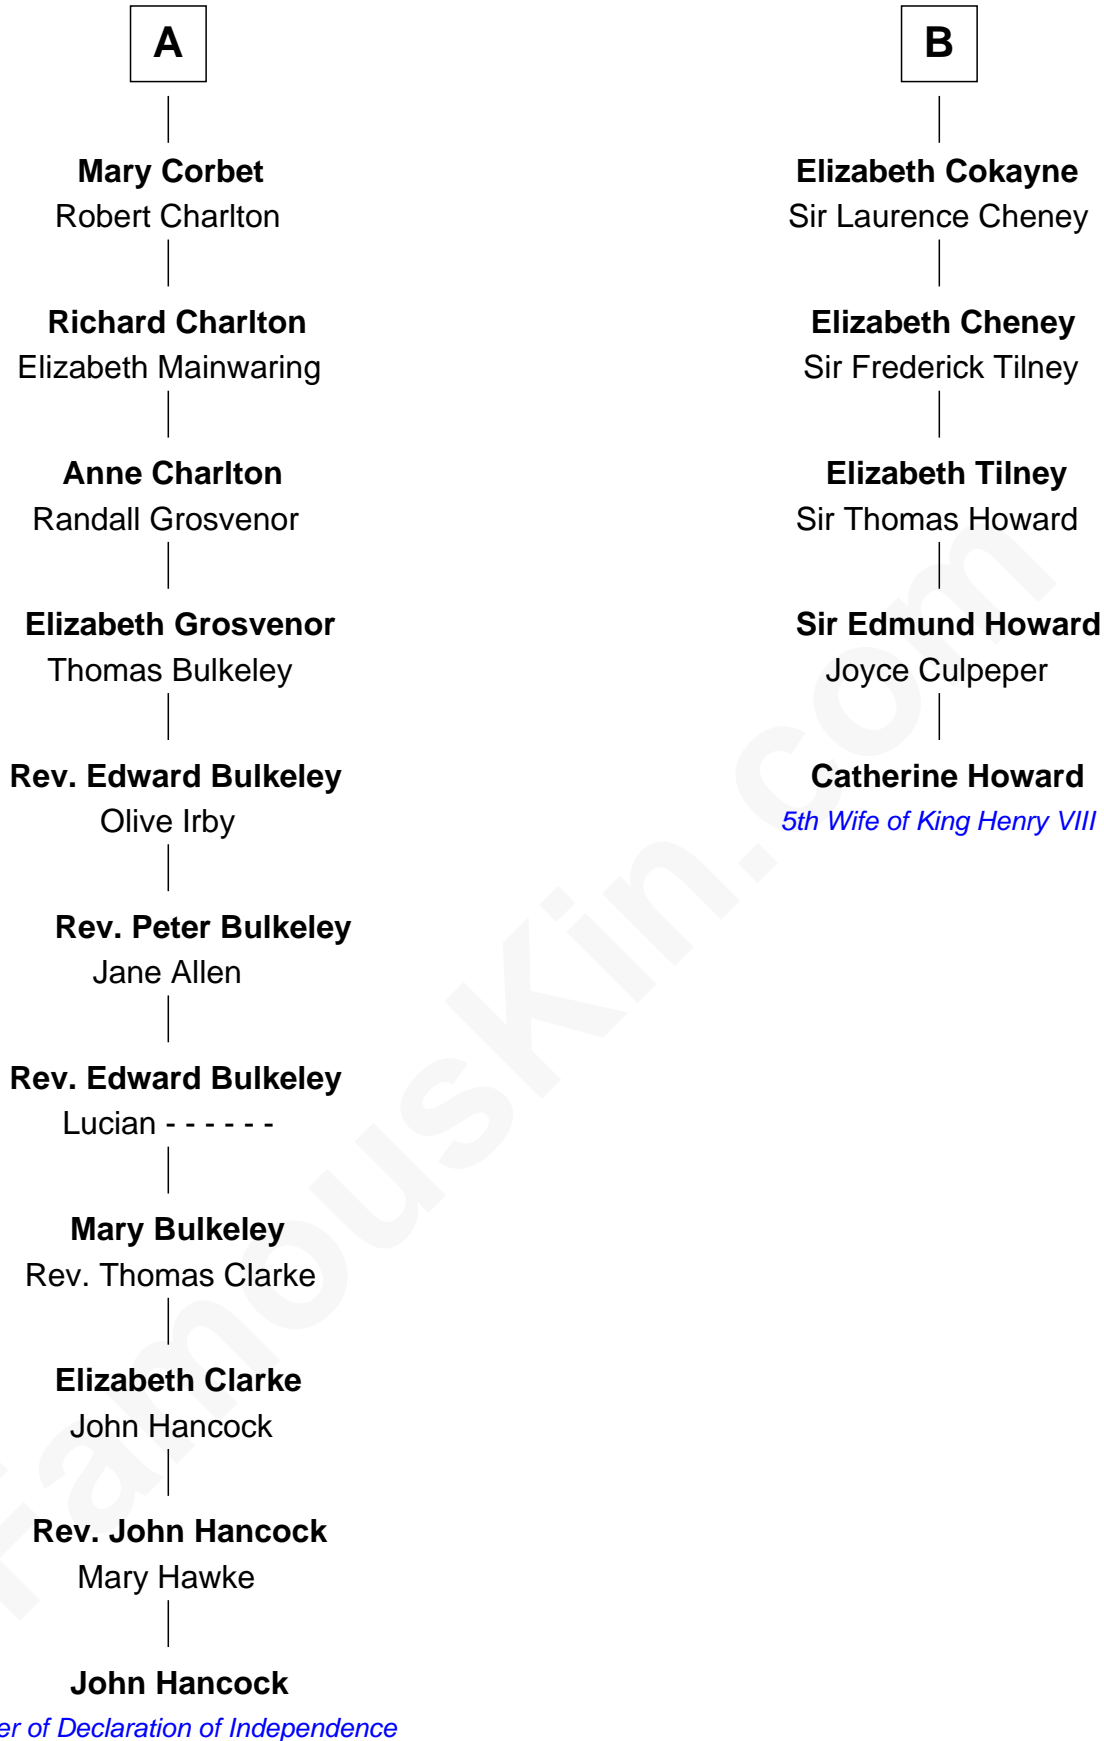 A
Mary Corbet
Robert Charlton
Richard Charlton
Elizabeth Mainwaring
Anne Charlton
Randall Grosvenor
Elizabeth Grosvenor
Thomas Bulkeley
Rev. Edward Bulkeley
Olive Irby
Rev. Peter Bulkeley
Jane Allen
Rev. Edward Bulkeley
Lucian - - - - - -
Mary Bulkeley
Rev. Thomas Clarke
Elizabeth Clarke
John Hancock
Rev. John Hancock
Mary Hawke
John Hancock
er of Declaration of Independence
B
Elizabeth Cokayne
Sir Laurence Cheney
Elizabeth Cheney
Sir Frederick Tilney
Elizabeth Tilney
Sir Thomas Howard
Sir Edmund Howard
Joyce Culpeper
Catherine Howard
5th Wife of King Henry VIII
FamousKin.com